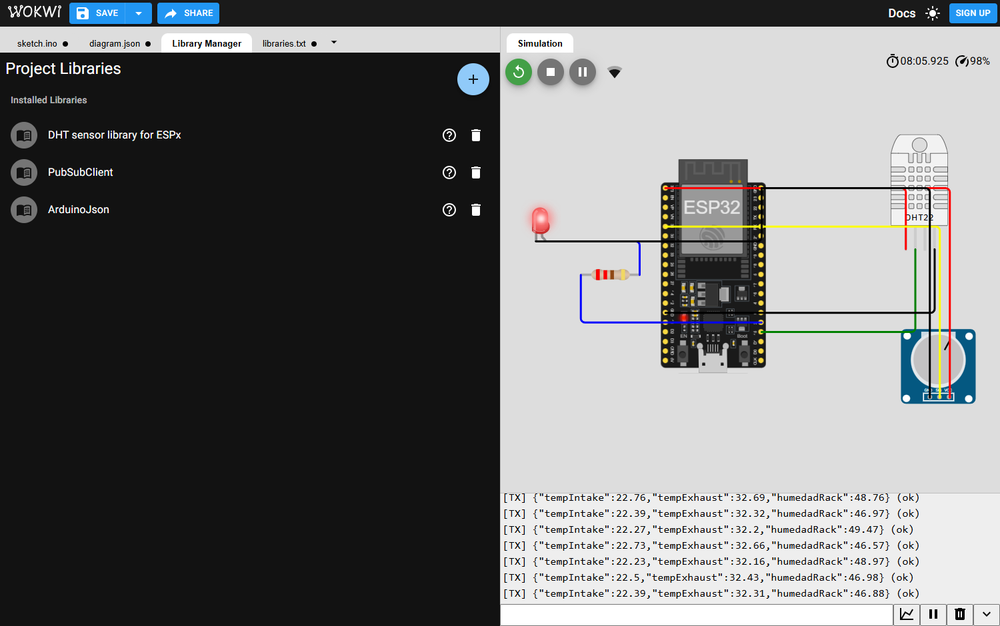 WOKWI
SAVE
SHARE
Docs
SIGN UP
sketch.ino ●
diagram.json ●
Library Manager
libraries.txt ●
Simulation
Project Libraries
08:05.925
98%
Installed Libraries
DHT sensor library for ESPx
PubSubClient
ArduinoJson
ESP32
DHT22
EN
Boot
[TX] {"tempIntake":22.76,"tempExhaust":32.69,"humedadRack":48.76} (ok)
[TX] {"tempIntake":22.39,"tempExhaust":32.32,"humedadRack":46.97} (ok)
[TX] {"tempIntake":22.27,"tempExhaust":32.2,"humedadRack":49.47} (ok)
[TX] {"tempIntake":22.73,"tempExhaust":32.66,"humedadRack":46.57} (ok)
[TX] {"tempIntake":22.23,"tempExhaust":32.16,"humedadRack":48.97} (ok)
[TX] {"tempIntake":22.5,"tempExhaust":32.43,"humedadRack":46.98} (ok)
[TX] {"tempIntake":22.39,"tempExhaust":32.31,"humedadRack":46.88} (ok)